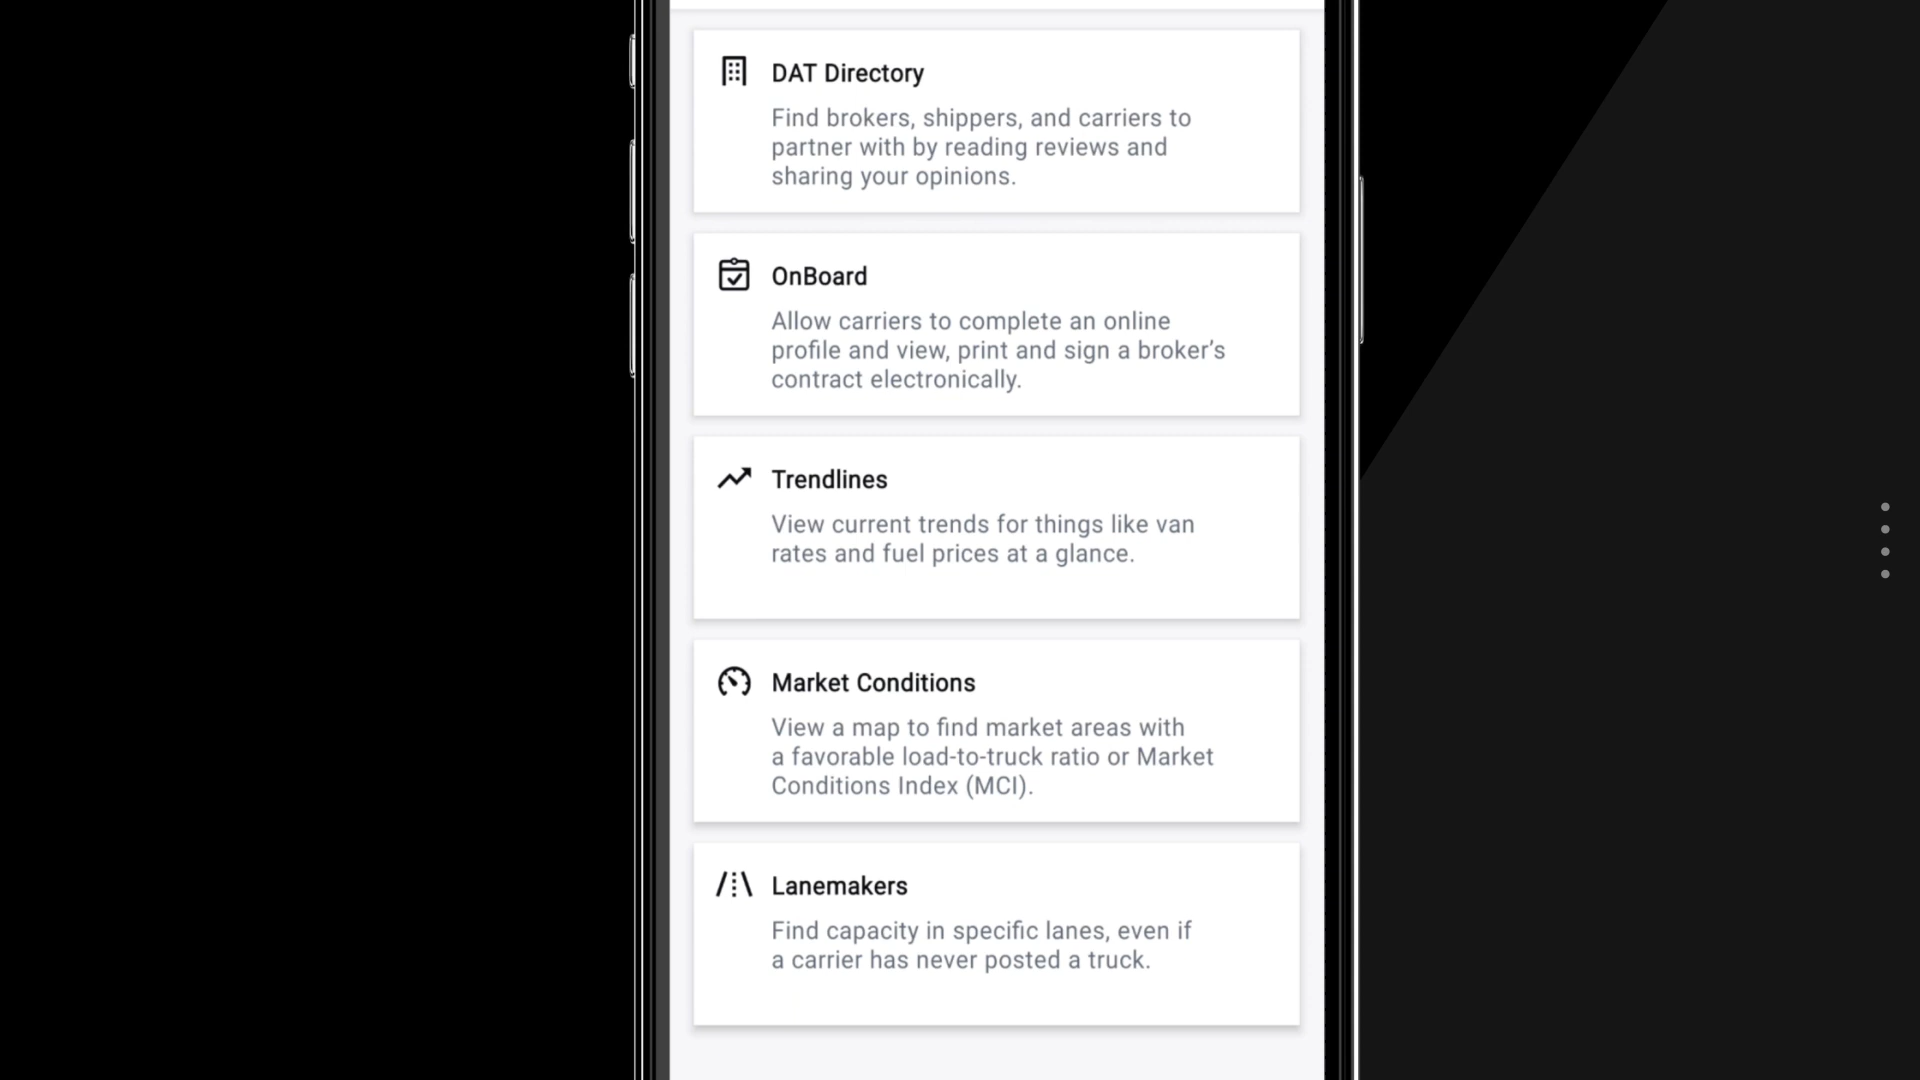 DAT Directory
Find brokers, shippers, and carriers to
partner with by reading reviews and
sharing your opinions.
OnBoard
Allow carriers to complete an online
profile and view, print and sign a broker’s
contract electronically.
Trendlines
View current trends for things like van
rates and fuel prices at a glance.
Market Conditions
View a map to find market areas with
a favorable load-to-truck ratio or Market
Conditions Index (MCI).
Lanemakers
Find capacity in specific lanes, even if
a carrier has never posted a truck.